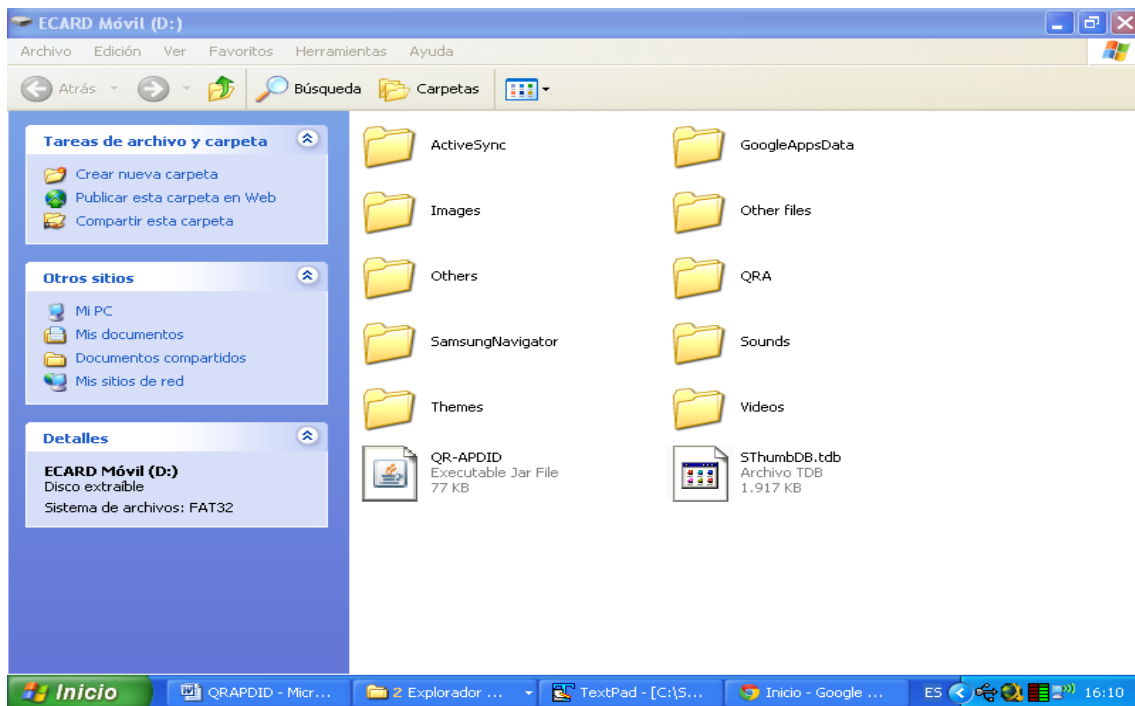 ECARD Móvil (D:)
Archivo Edición Ver Favoritos Herramientas Ayuda
Atrás Búsqueda Carpetas
Tareas de archivo y carpeta
Crear nueva carpeta
Publicar esta carpeta en Web
Compartir esta carpeta
Otros sitios
Mi PC
Mis documentos
Documentos compartidos
Mis sitios de red
Detalles
ECARD Móvil (D:)
Disco extraíble
Sistema de archivos: FAT32
ActiveSync
GoogleAppsData
Images
Other files
Others
QRA
SamsungNavigator
Sounds
Themes
Videos
QR-APDID
Executable Jar File
77 KB
SThumbDB.tdb
Archivo TDB
1.917 KB
Inicio QRAPDID - Micr... 2 Explorador ... TextPad - [C:\S... Inicio - Google ... ES 16:10